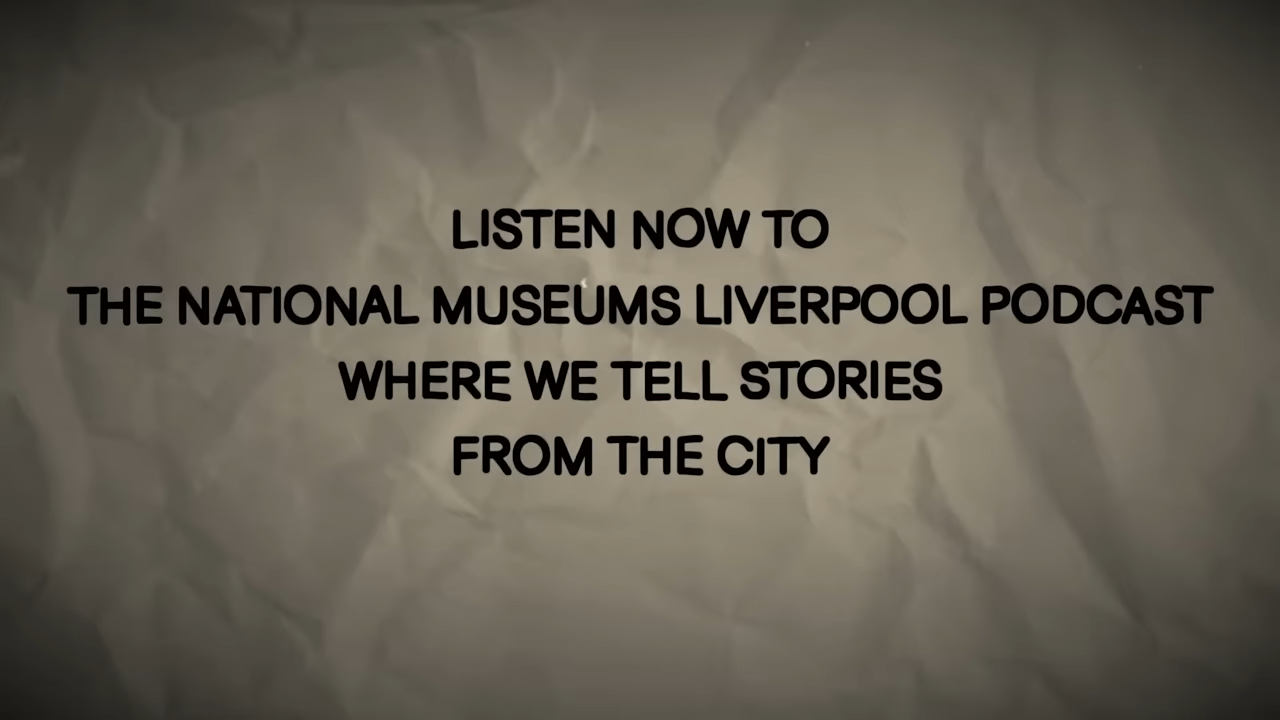 LISTEN NOW TO
THE NATIONAL MUSEUMS LIVERPOOL PODCAST
WHERE WE TELL STORIES
FROM THE CITY